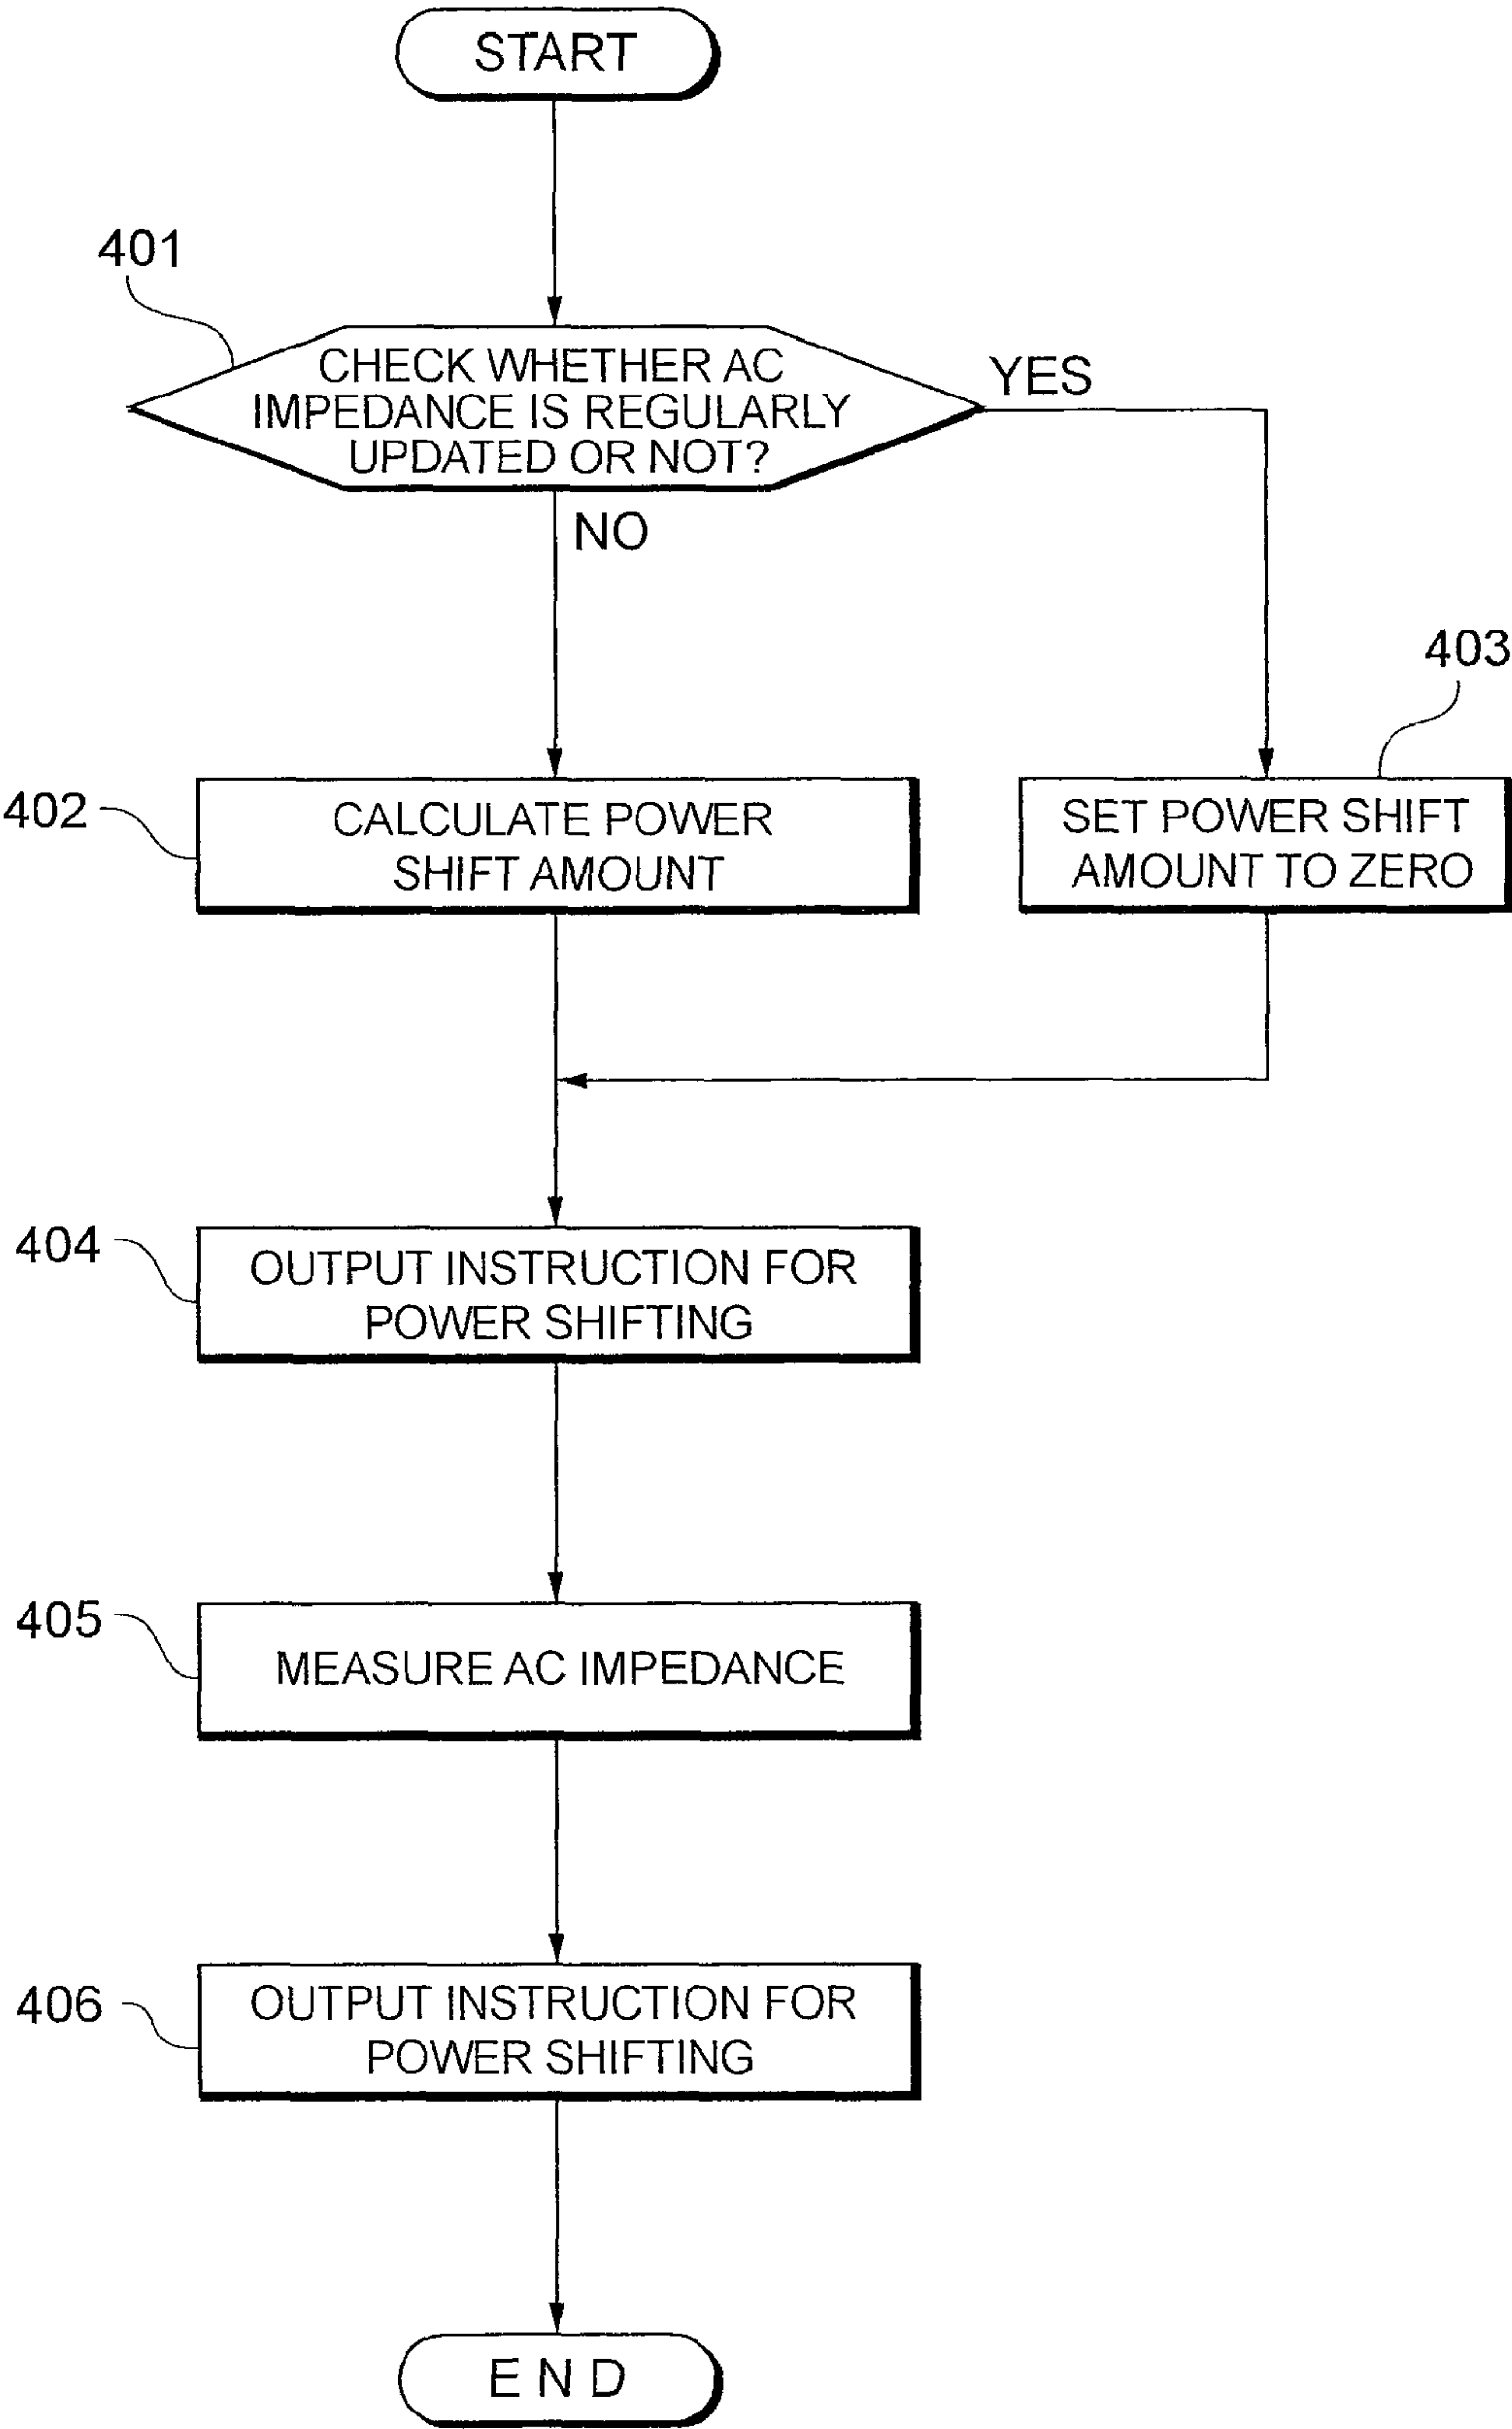 START
401
CHECK WHETHER AC
IMPEDANCE IS REGULARLY
UPDATED OR NOT?
YES
NO
403
402
CALCULATE POWER
SHIFT AMOUNT
SET POWER SHIFT
AMOUNT TO ZERO
404
OUTPUT INSTRUCTION FOR
POWER SHIFTING
405
MEASURE AC IMPEDANCE
406
OUTPUT INSTRUCTION FOR
POWER SHIFTING
END